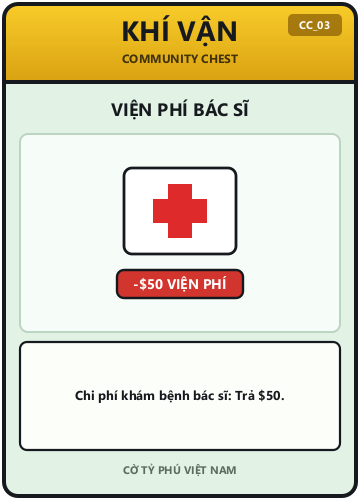 KHÍ VẬN
CC_03
COMMUNITY CHEST
VIỆN PHÍ BÁC SĨ
-$50 VIỆN PHÍ
Chi phí khám bệnh bác sĩ: Trả $50.
CỜ TỶ PHÚ VIỆT NAM